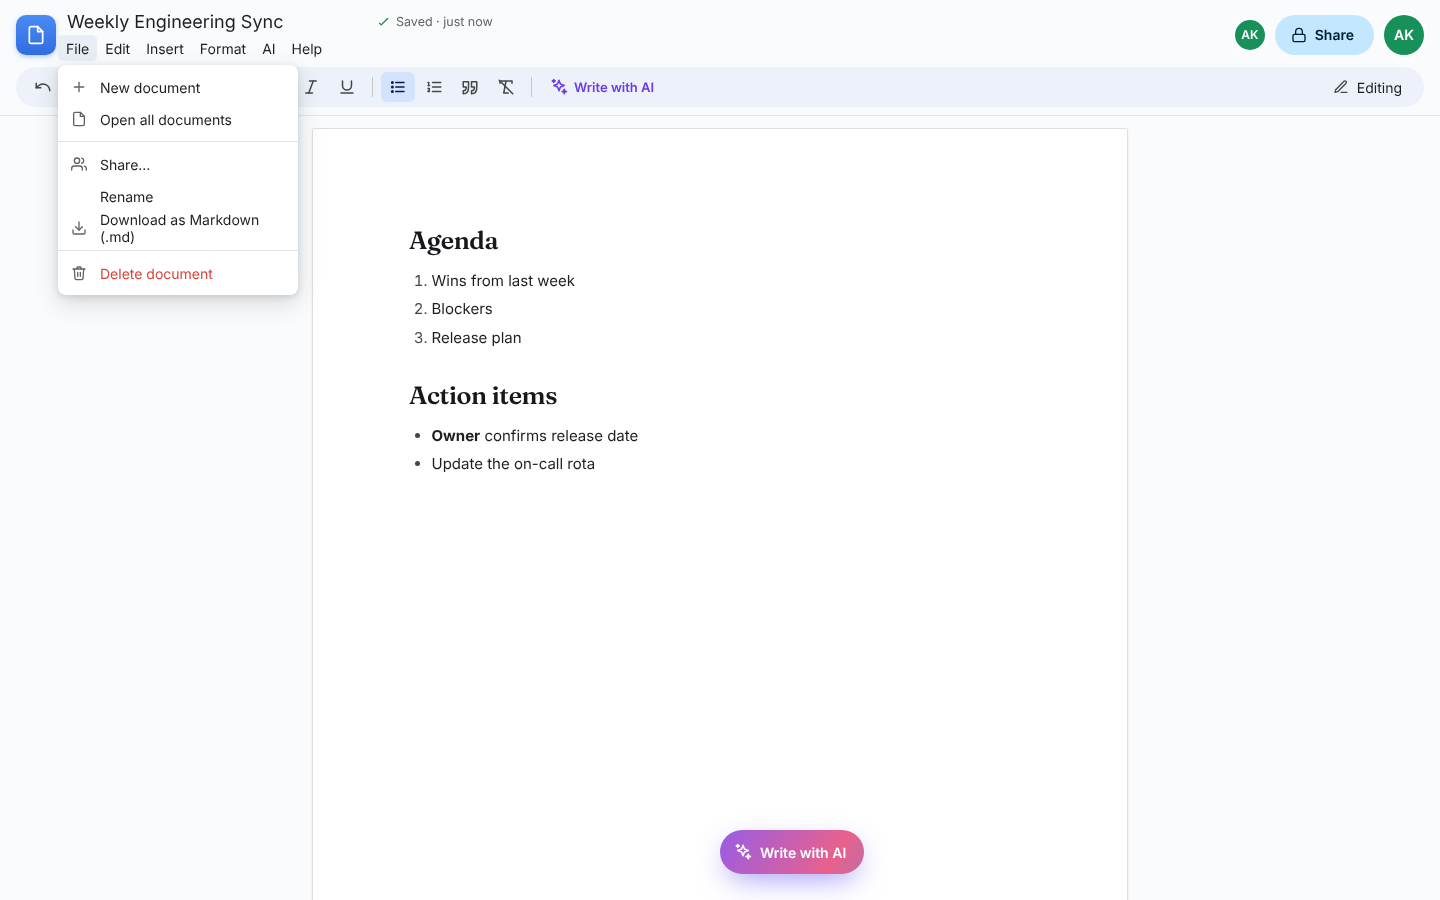 Weekly Engineering Sync
Saved · just now
File Edit Insert Format AI Help
AK
Share
AK
Write with AI
Editing
New document
Open all documents
Share...
Rename
Download as Markdown
(.md)
Delete document
Agenda
1. Wins from last week
2. Blockers
3. Release plan
Action items
• Owner confirms release date
• Update the on-call rota
Write with AI